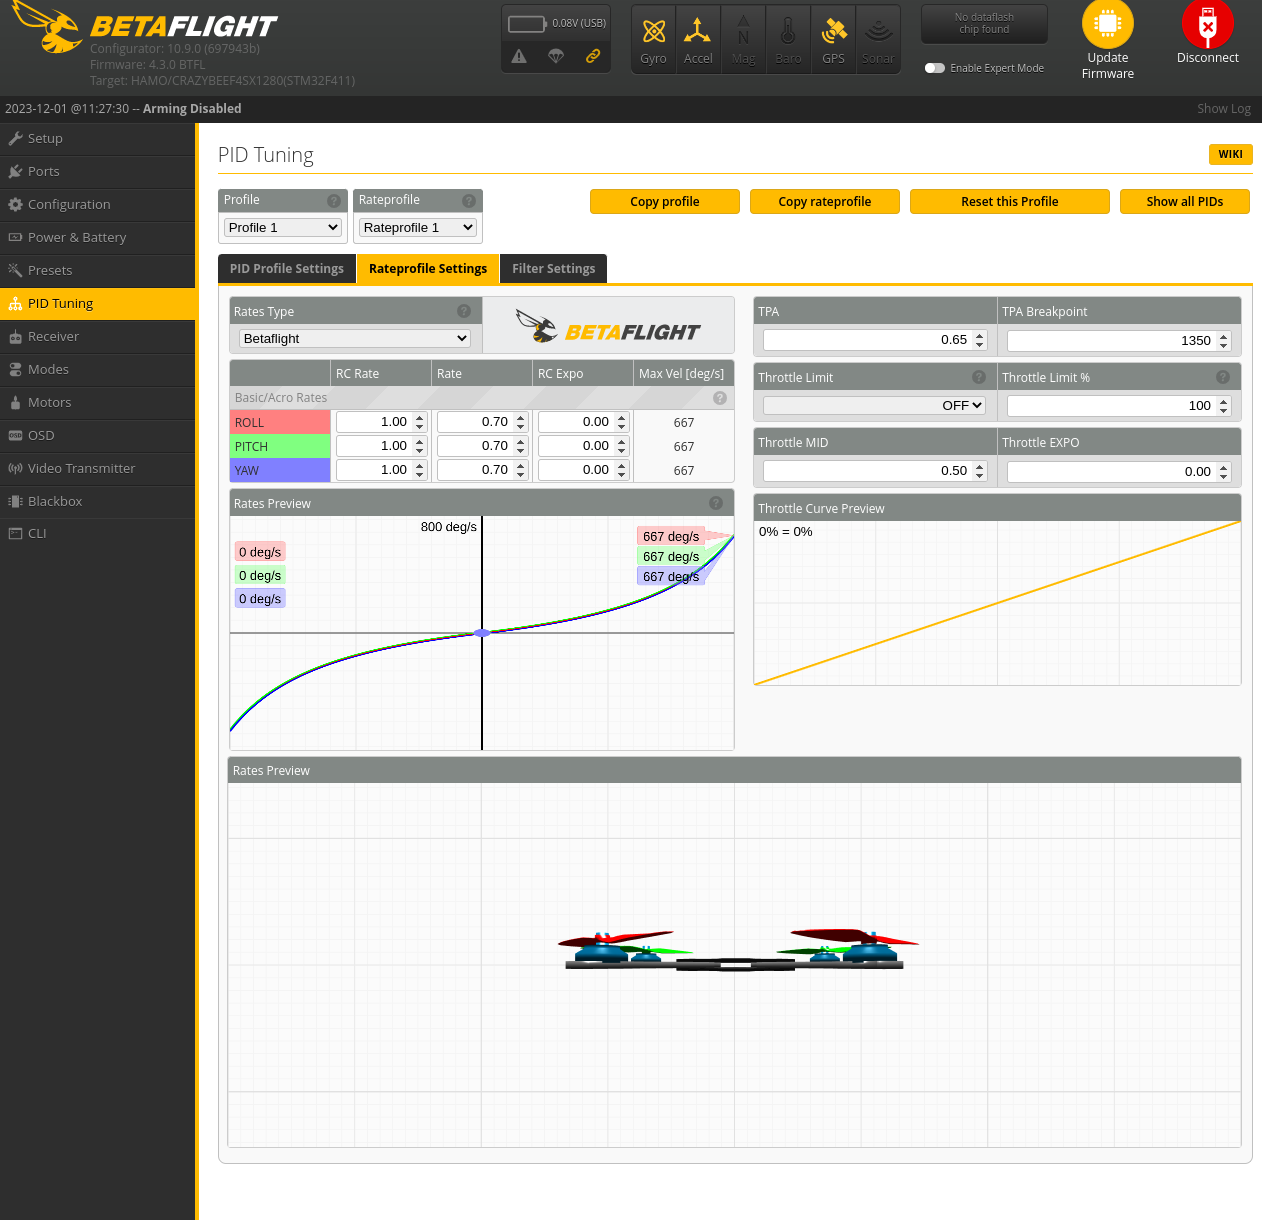 BETAFLIGHT
Configurator: 10.9.0 (697943b)
Firmware: 4.3.0 BTFL
Target: HAMO/CRAZYBEEF4SX1280(STM32F411)
0.08V (USB)
Gyro Accel Mag Baro GPS Sonar
No dataflash
chip found
Enable Expert Mode
Update
Firmware
Disconnect
2023-12-01 @11:27:30 -- Arming Disabled
Show Log
Setup
Ports
Configuration
Power & Battery
Presets
PID Tuning
Receiver
Modes
Motors
OSD
Video Transmitter
Blackbox
CLI
PID Tuning
WIKI
Profile ? Rateprofile ?
Profile 1 Rateprofile 1
Copy profile Copy rateprofile Reset this Profile Show all PIDs
PID Profile Settings Rateprofile Settings Filter Settings
Rates Type ?
Betaflight
BETAFLIGHT
RC Rate Rate RC Expo Max Vel [deg/s]
Basic/Acro Rates ?
ROLL 1.00 0.70 0.00 667
PITCH 1.00 0.70 0.00 667
YAW 1.00 0.70 0.00 667
Rates Preview ?
800 deg/s
0 deg/s
0 deg/s
0 deg/s
667 deg/s
667 deg/s
667 deg/s
TPA TPA Breakpoint
0.65 1350
Throttle Limit ? Throttle Limit % ?
OFF 100
Throttle MID Throttle EXPO
0.50 0.00
Throttle Curve Preview
0% = 0%
Rates Preview